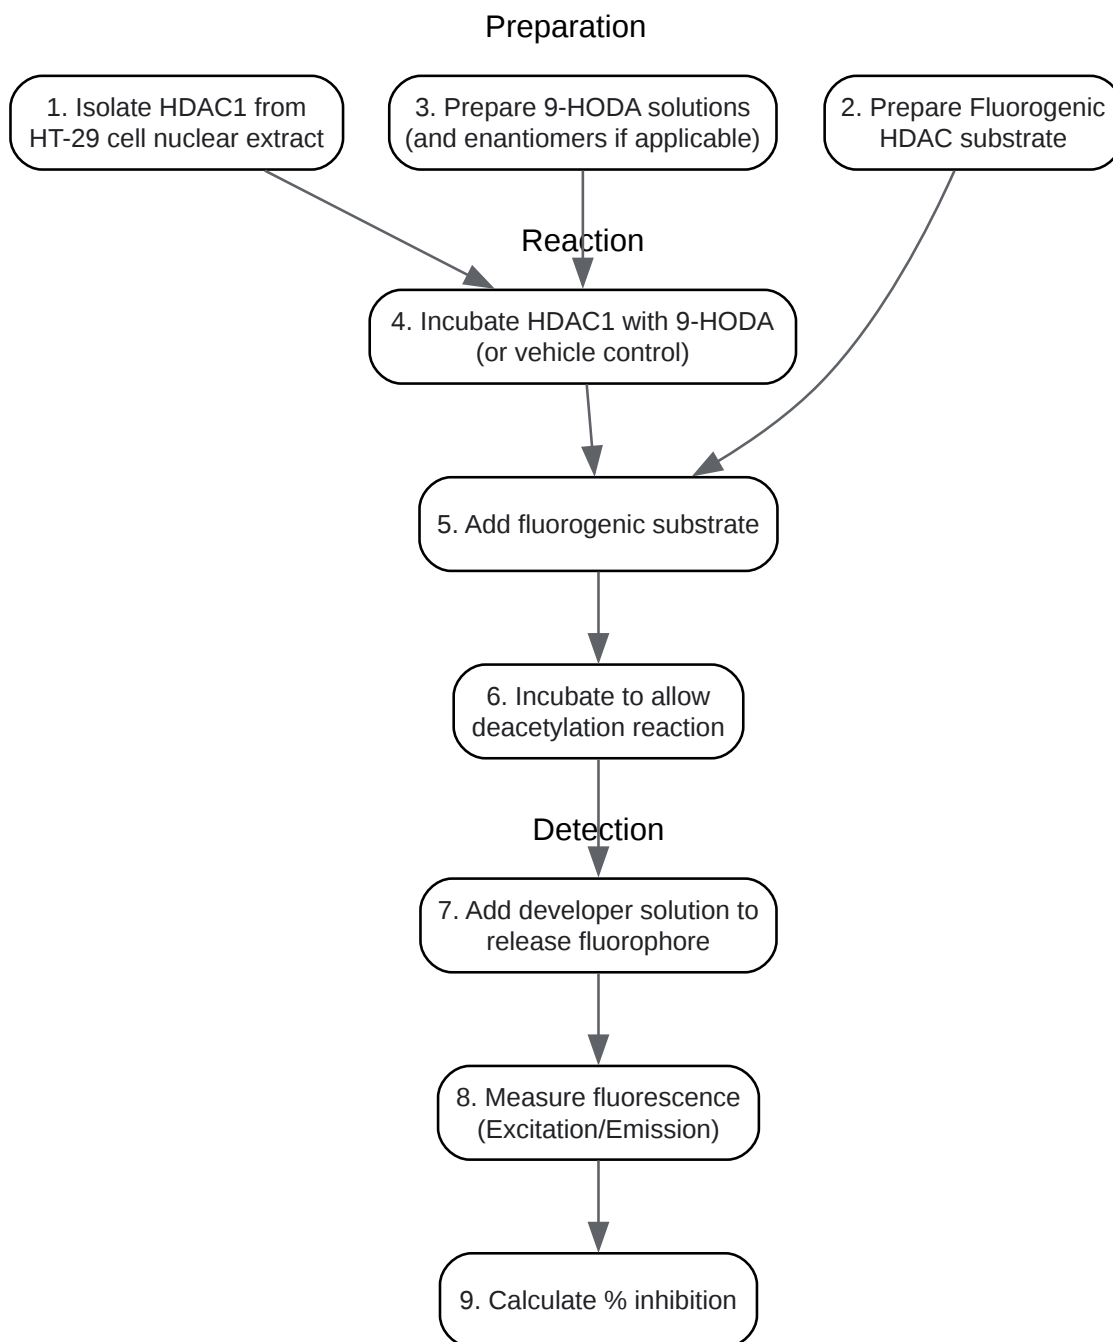 Preparation
1. Isolate HDAC1 from
HT-29 cell nuclear extract
3. Prepare 9-HODA solutions
(and enantiomers if applicable)
2. Prepare Fluorogenic
HDAC substrate
Reaction
4. Incubate HDAC1 with 9-HODA
(or vehicle control)
5. Add fluorogenic substrate
6. Incubate to allow
deacetylation reaction
Detection
7. Add developer solution to
release fluorophore
8. Measure fluorescence
(Excitation/Emission)
9. Calculate % inhibition